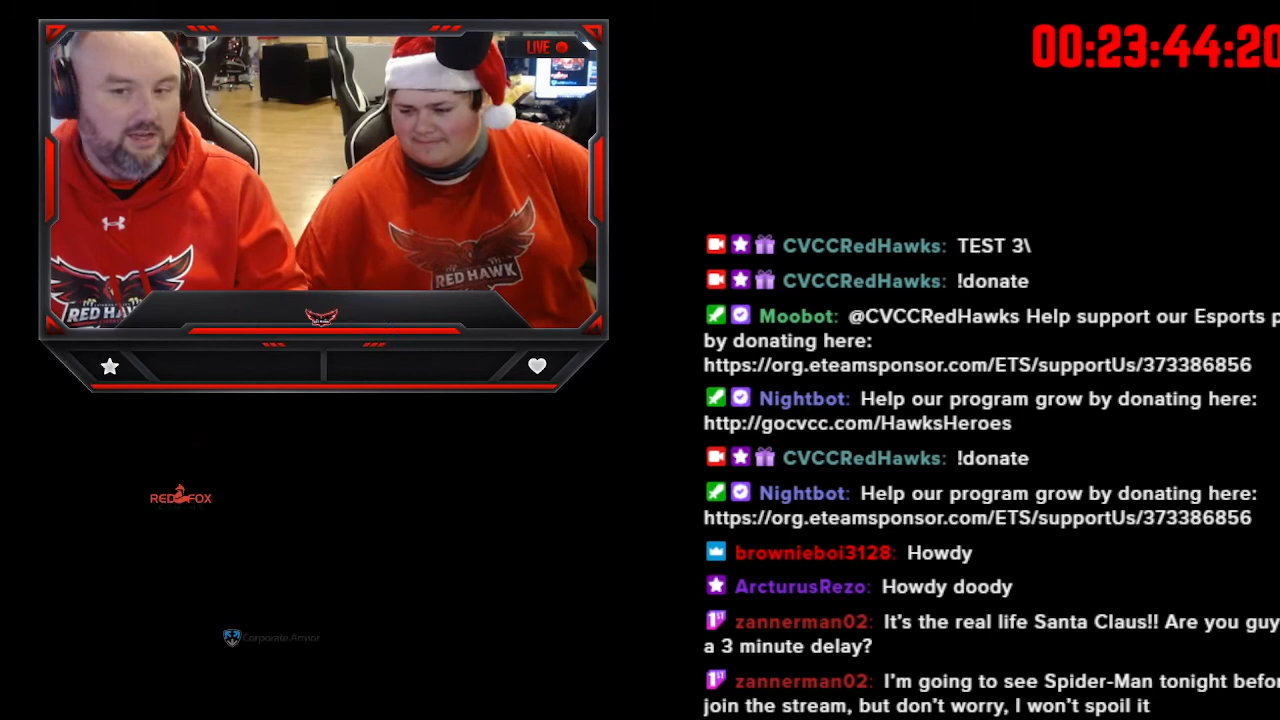 LIVE
00:23:44:20
RED HAWK
RED HAW
CVCCRedHawks: TEST 3\
CVCCRedHawks: !donate
Moobot: @CVCCRedHawks Help support our Esports p
by donating here:
https://org.eteamsponsor.com/ETS/supportUs/373386856
Nightbot: Help our program grow by donating here:
http://gocvcc.com/HawksHeroes
CVCCRedHawks: !donate
Nightbot: Help our program grow by donating here:
https://org.eteamsponsor.com/ETS/supportUs/373386856
brownieboi3128: Howdy
ArcturusRezo: Howdy doody
zannerman02: It's the real life Santa Claus!! Are you guy
a 3 minute delay?
zannerman02: I'm going to see Spider-Man tonight befor
join the stream, but don't worry, I won't spoil it
REDFOX
Corporate Armor